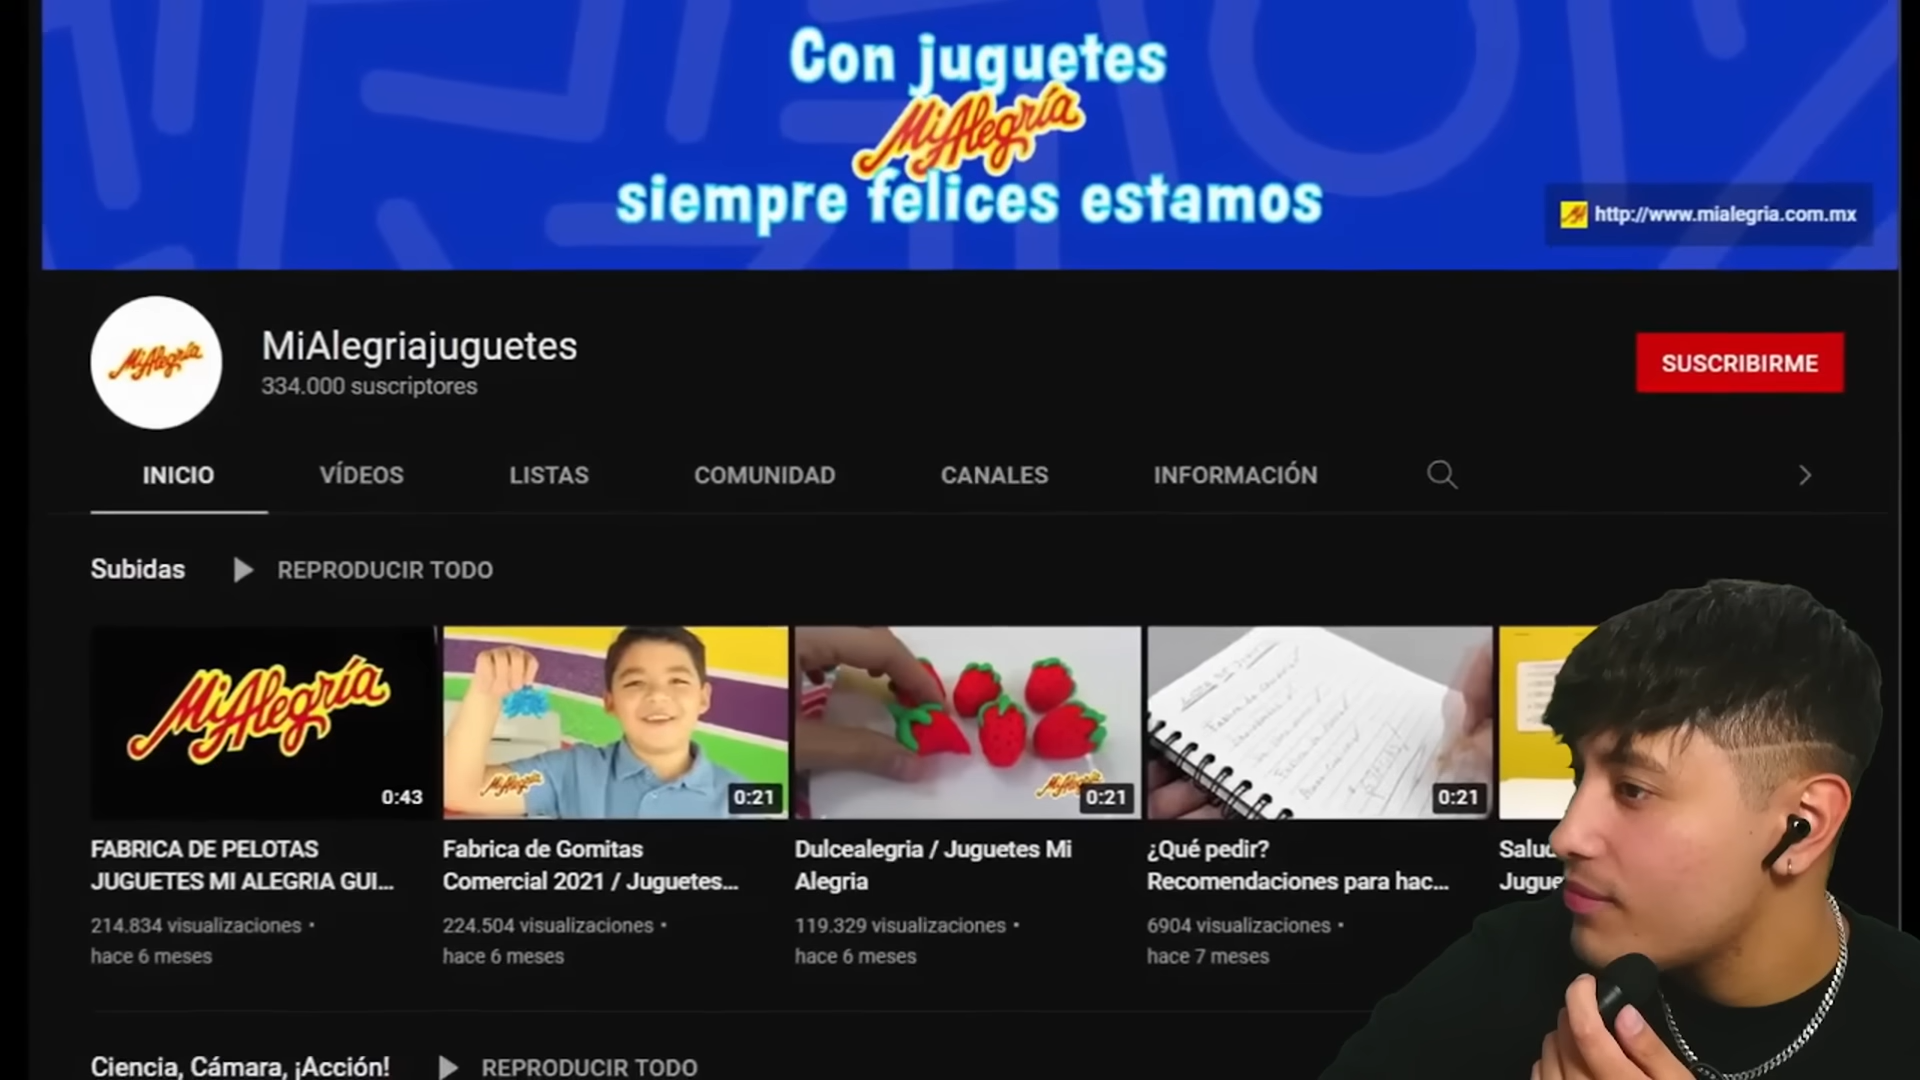 Con juguetes
MiAlegría
siempre felices estamos
http://www.mialegria.com.mx
MiAlegría
MiAlegriajuguetes
334.000 suscriptores
SUSCRIBIRME
INICIO
VÍDEOS
LISTAS
COMUNIDAD
CANALES
INFORMACIÓN
Subidas
REPRODUCIR TODO
MiAlegría
0:43
MiAlegría
0:21
MiAlegría
0:21
0:21
FABRICA DE PELOTAS
JUGUETES MI ALEGRIA GUI...
214.834 visualizaciones •
hace 6 meses
Fabrica de Gomitas
Comercial 2021 / Juguetes...
224.504 visualizaciones •
hace 6 meses
Dulcealegria / Juguetes Mi
Alegria
119.329 visualizaciones •
hace 6 meses
¿Qué pedir?
Recomendaciones para hac...
6904 visualizaciones •
hace 7 meses
Ciencia, Cámara, ¡Acción!
REPRODUCIR TODO